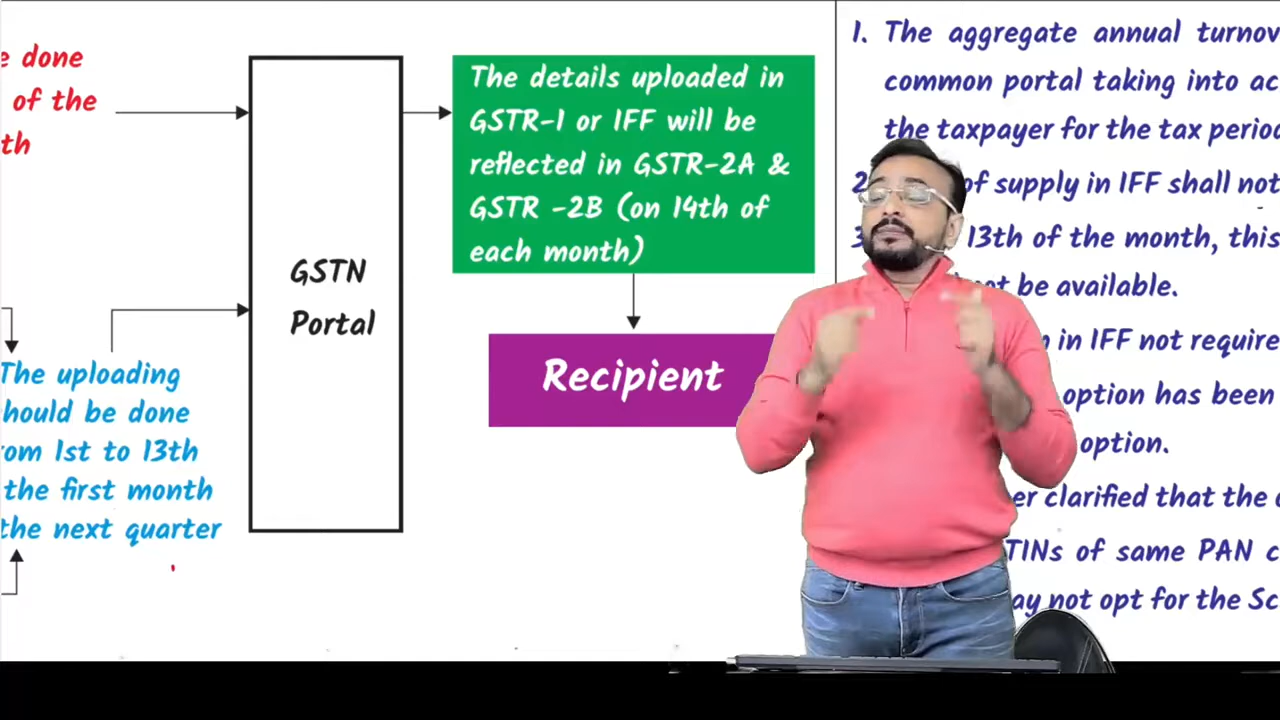 e done
of the
th
The uploading
hould be done
rom 1st to 13th
the first month
the next quarter
GSTN
Portal
The details uploaded in
GSTR-1 or IFF will be
reflected in GSTR-2A &
GSTR -2B (on 14th of
each month)
Recipient
1. The aggregate annual turnov
common portal taking into ac
the taxpayer for the tax period
2 of supply in IFF shall not
3 13th of the month, this
not be available.
n in IFF not require
option has been
option.
er clarified that the
TINs of same PAN c
ay not opt for the Sc